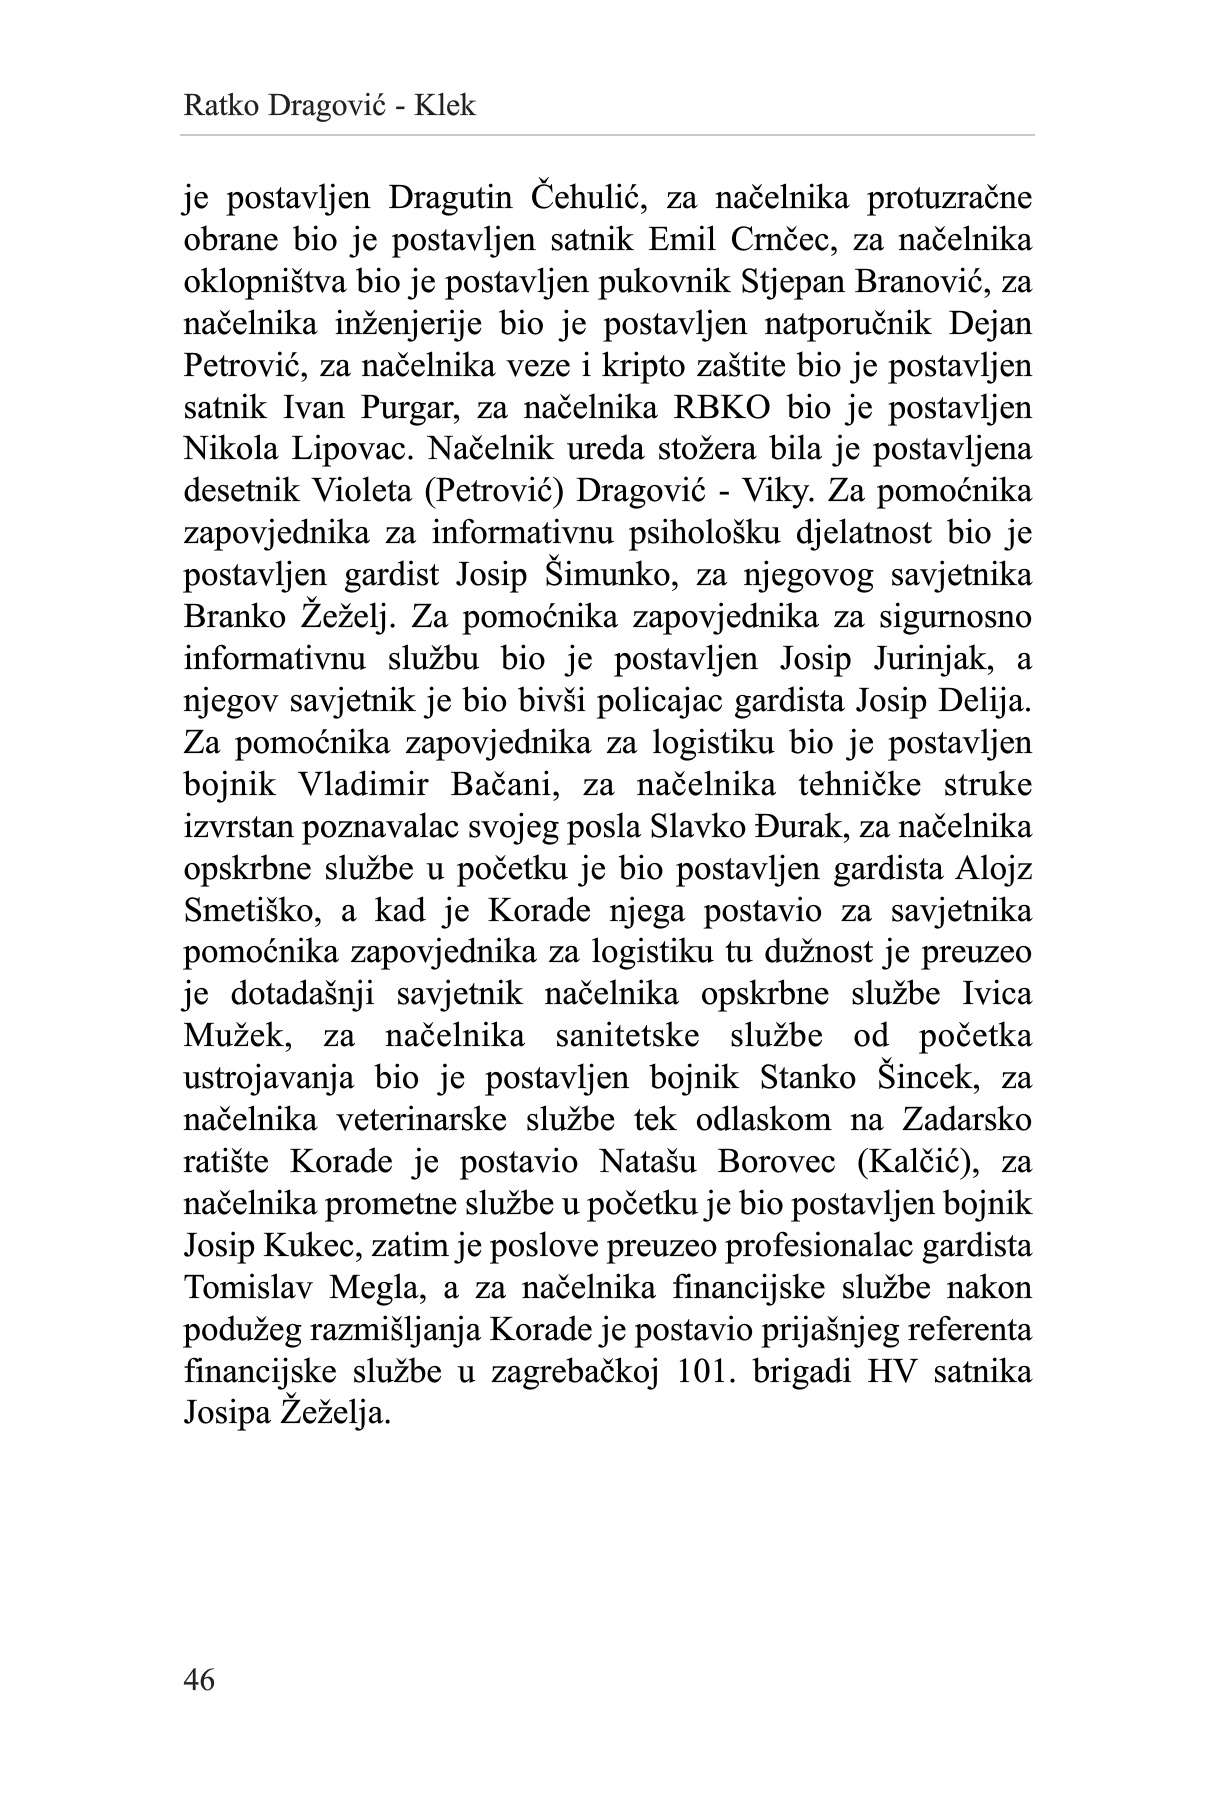 Ratko Dragović - Klek
je postavljen Dragutin Čehulić, za načelnika protuzračne
obrane bio je postavljen satnik Emil Crnčec, za načelnika
oklopništva bio je postavljen pukovnik Stjepan Branović, za
načelnika inženjerije bio je postavljen natporučnik Dejan
Petrović, za načelnika veze i kripto zaštite bio je postavljen
satnik Ivan Purgar, za načelnika RBKO bio je postavljen
Nikola Lipovac. Načelnik ureda stožera bila je postavljena
desetnik Violeta (Petrović) Dragović - Viky. Za pomoćnika
zapovjednika za informativnu psihološku djelatnost bio je
postavljen gardist Josip Šimunko, za njegovog savjetnika
Branko Žeželj. Za pomoćnika zapovjednika za sigurnosno
informativnu službu bio je postavljen Josip Jurinjak, a
njegov savjetnik je bio bivši policajac gardista Josip Delija.
Za pomoćnika zapovjednika za logistiku bio je postavljen
bojnik Vladimir Bačani, za načelnika tehničke struke
izvrstan poznavalac svojeg posla Slavko Đurak, za načelnika
opskrbne službe u početku je bio postavljen gardista Alojz
Smetiško, a kad je Korade njega postavio za savjetnika
pomoćnika zapovjednika za logistiku tu dužnost je preuzeo
je dotadašnji savjetnik načelnika opskrbne službe Ivica
Mužek, za načelnika sanitetske službe od početka
ustrojavanja bio je postavljen bojnik Stanko Šincek, za
načelnika veterinarske službe tek odlaskom na Zadarsko
ratište Korade je postavio Natašu Borovec (Kalčić), za
načelnika prometne službe u početku je bio postavljen bojnik
Josip Kukec, zatim je poslove preuzeo profesionalac gardista
Tomislav Megla, a za načelnika financijske službe nakon
podužeg razmišljanja Korade je postavio prijašnjeg referenta
financijske službe u zagrebačkoj 101. brigadi HV satnika
Josipa Žeželja.
46